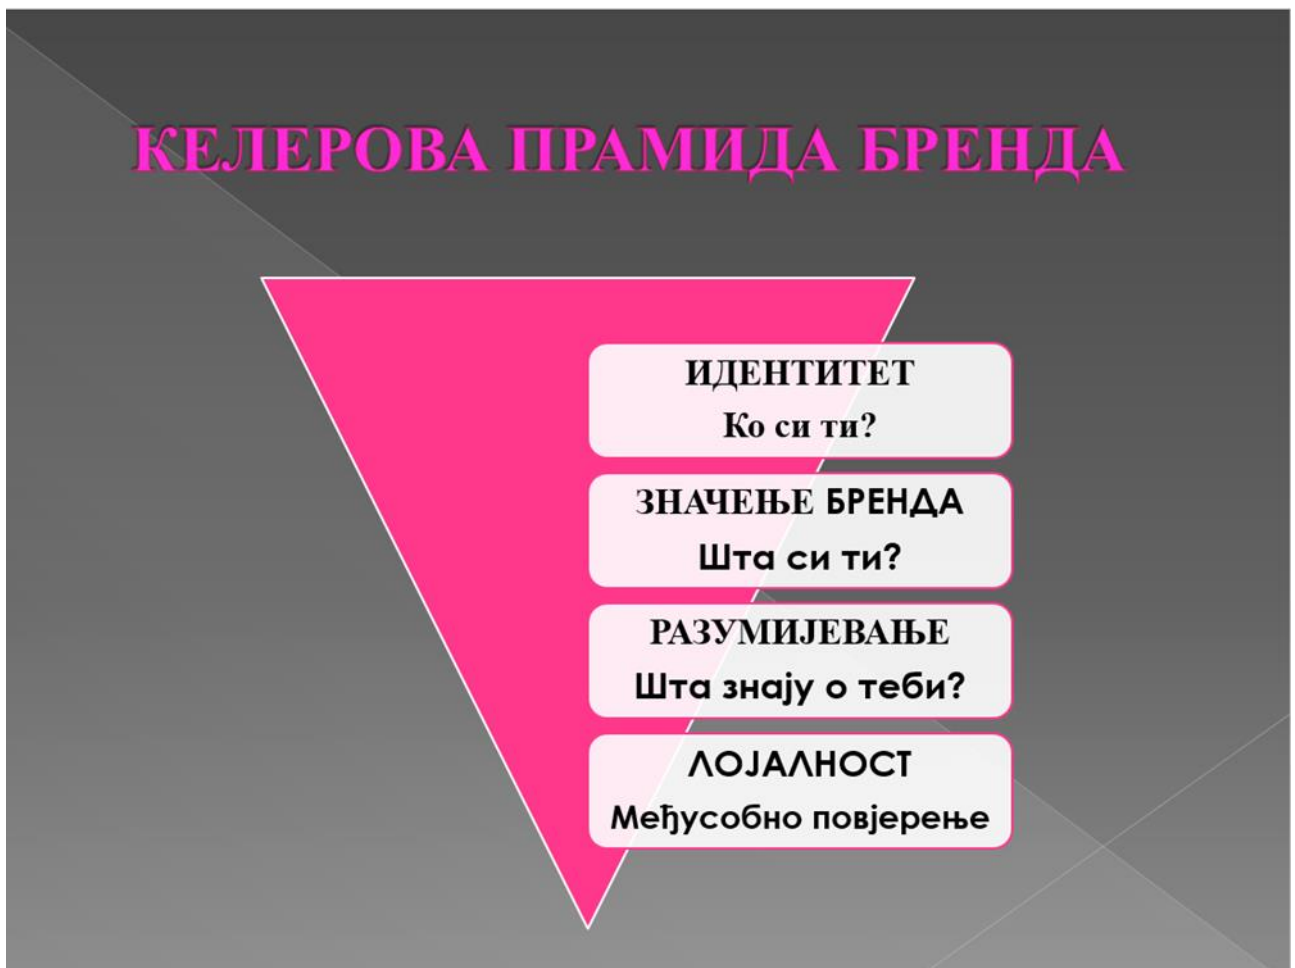 КЕЛЕРОВА ПРАМИДА БРЕНДА
ИДЕНТИТЕТ
Ко си ти?
ЗНАЧЕЊЕ БРЕНДА
Шта си ти?
РАЗУМИЈЕВАЊЕ
Шта знају о теби?
ЛОЈАЛНОСТ
Међусобно повјерење